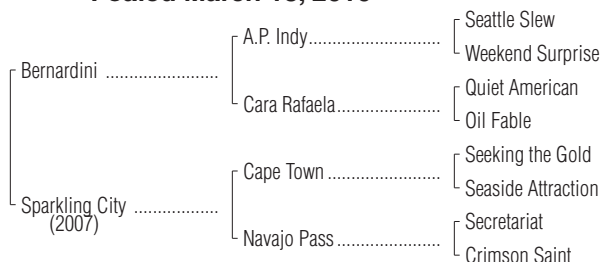 Seattle Slew
A.P. Indy..............................
Weekend Surprise
Bernardini .........................
Quiet American
Cara Rafaela........................
Oil Fable
Seeking the Gold
Cape Town .........................
Seaside Attraction
Sparkling City ...................
(2007)
Secretariat
Navajo Pass........................
Crimson Saint